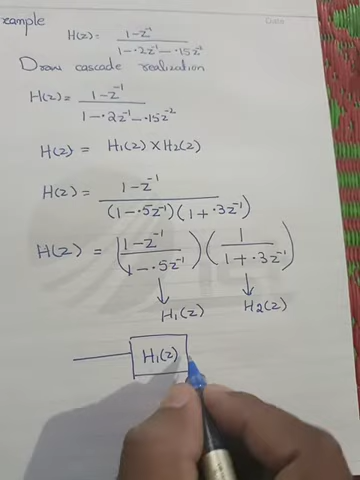 xample
H(z) = 1-z⁻¹ / 1-.2z⁻¹-.15z⁻²
Draw cascade realization
H(z) = 1-z⁻¹ / 1-.2z⁻¹-.15z⁻²
H(z) = H₁(z) × H₂(z)
H(z) = 1-z⁻¹ / (1-.5z⁻¹)(1+.3z⁻¹)
H(z) = (1-z⁻¹ / 1-.5z⁻¹)(1 / 1+.3z⁻¹)
H₁(z) H₂(z)
H₁(z)